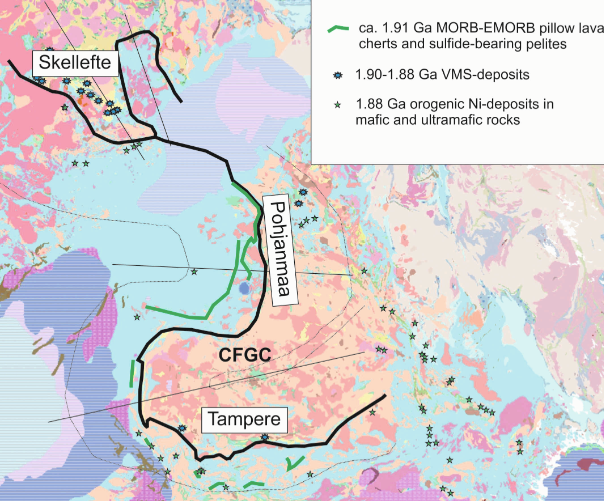 ca. 1.91 Ga MORB-EMORB pillow lava
cherts and sulfide-bearing pelites
1.90-1.88 Ga VMS-deposits
1.88 Ga orogenic Ni-deposits in
mafic and ultramafic rocks
Skellefte
Pohjanmaa
CFGC
Tampere